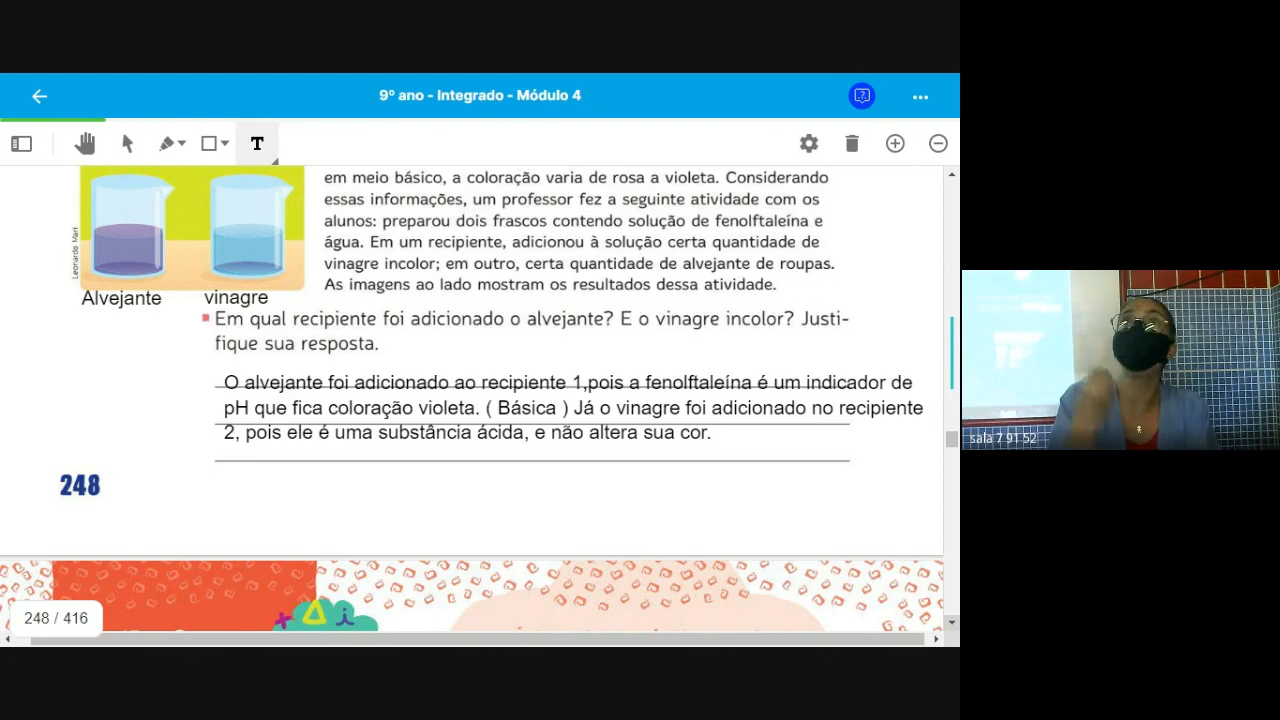 9º ano - Integrado - Módulo 4
T
em meio básico, a coloração varia de rosa a violeta. Considerando
essas informações, um professor fez a seguinte atividade com os
alunos: preparou dois frascos contendo solução de fenolftaleína e
água. Em um recipiente, adicionou à solução certa quantidade de
vinagre incolor; em outro, certa quantidade de alvejante de roupas.
As imagens ao lado mostram os resultados dessa atividade.
Leonardo Mari
Alvejante
vinagre
Em qual recipiente foi adicionado o alvejante? E o vinagre incolor? Justi-
fique sua resposta.
O alvejante foi adicionado ao recipiente 1,pois a fenolftaleína é um indicador de
pH que fica coloração violeta. ( Básica ) Já o vinagre foi adicionado no recipiente
2, pois ele é uma substância ácida, e não altera sua cor.
248
248 / 416
sala 7 91 52